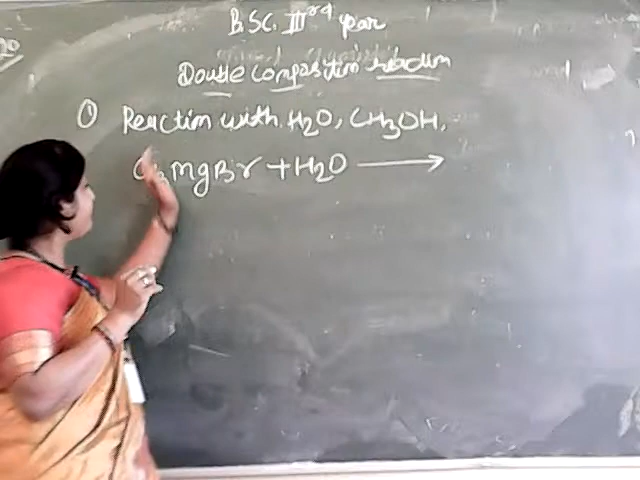 B.SC. III rd year
Double composition reaction
① Reaction with H2O, CH3OH,
MgBr + H2O ⟶